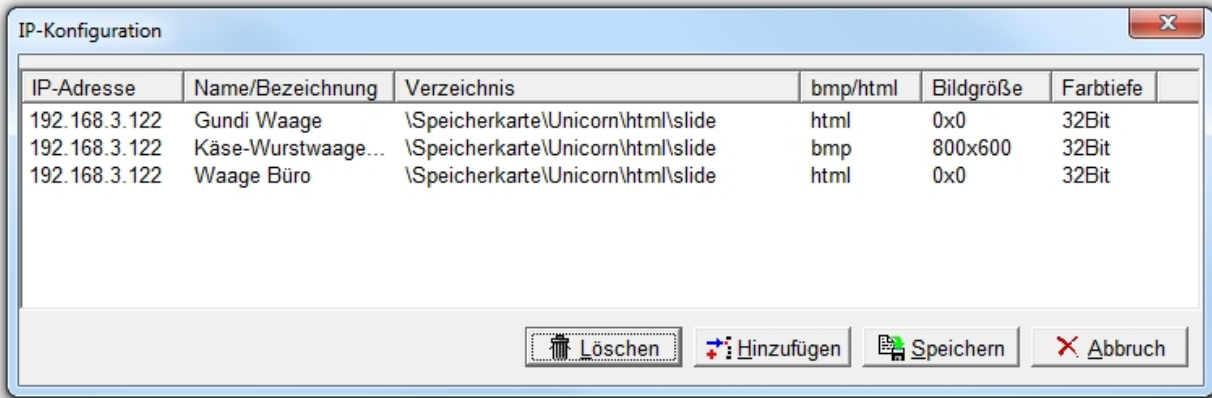 IP-Konfiguration
IP-Adresse Name/Bezeichnung Verzeichnis bmp/html Bildgröße Farbtiefe
192.168.3.122 Gundi Waage \Speicherkarte\Unicorn\html\slide html 0x0 32Bit
192.168.3.122 Käse-Wurstwaage... \Speicherkarte\Unicorn\html\slide bmp 800x600 32Bit
192.168.3.122 Waage Büro \Speicherkarte\Unicorn\html\slide html 0x0 32Bit
Löschen Hinzufügen Speichern Abbruch